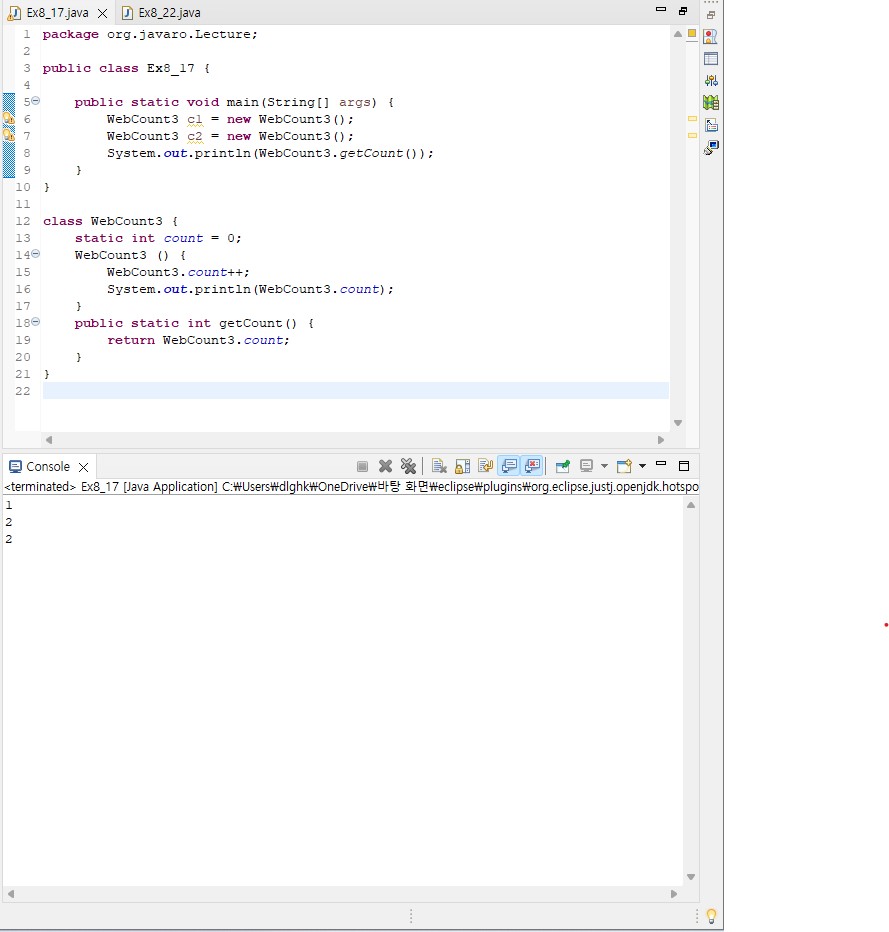 Ex8_17.java Ex8_22.java
1 package org.javaro.Lecture;
2
3 public class Ex8_17 {
4
5     public static void main(String[] args) {
6         WebCount3 c1 = new WebCount3();
7         WebCount3 c2 = new WebCount3();
8         System.out.println(WebCount3.getCount());
9     }
10 }
11
12 class WebCount3 {
13     static int count = 0;
14     WebCount3 () {
15         WebCount3.count++;
16         System.out.println(WebCount3.count);
17     }
18     public static int getCount() {
19         return WebCount3.count;
20     }
21 }
22
Console
<terminated> Ex8_17 [Java Application] C:₩Users₩dlghk₩OneDrive₩바탕 화면₩eclipse₩plugins₩org.eclipse.justj.openjdk.hotspo
1
2
2